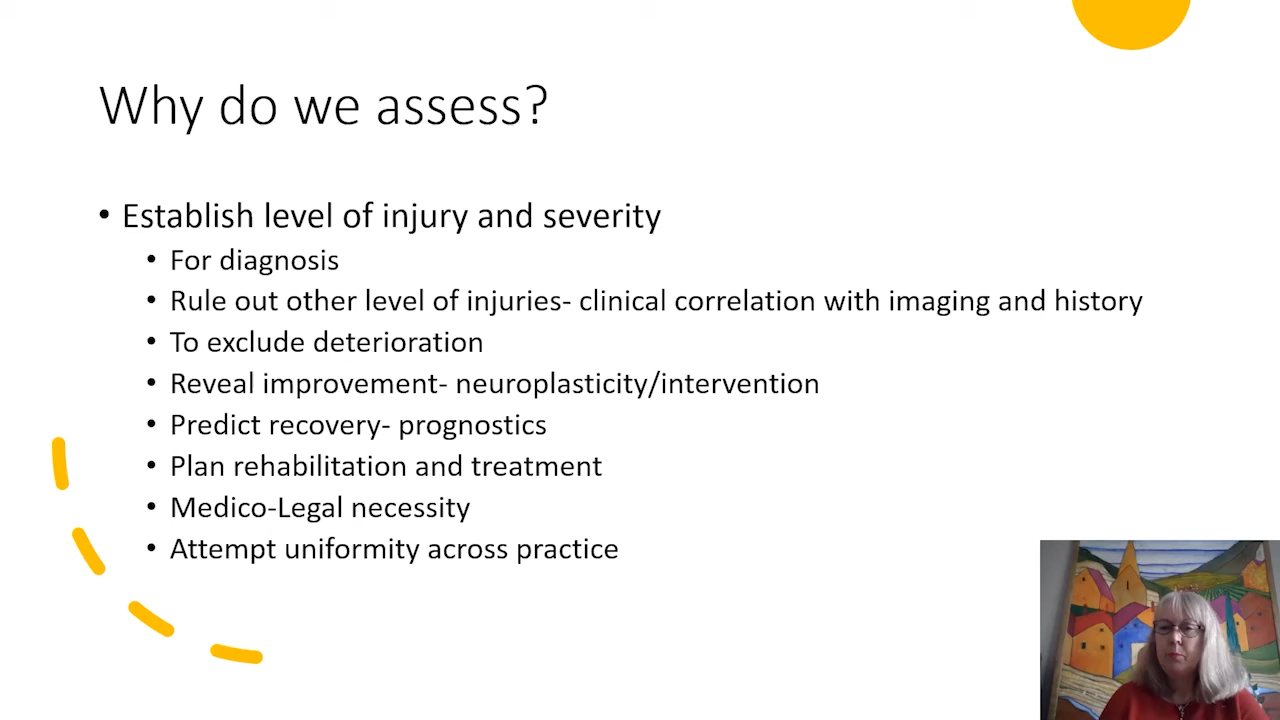 Why do we assess?
• Establish level of injury and severity
• For diagnosis
• Rule out other level of injuries- clinical correlation with imaging and history
• To exclude deterioration
• Reveal improvement- neuroplasticity/intervention
• Predict recovery- prognostics
• Plan rehabilitation and treatment
• Medico-Legal necessity
• Attempt uniformity across practice